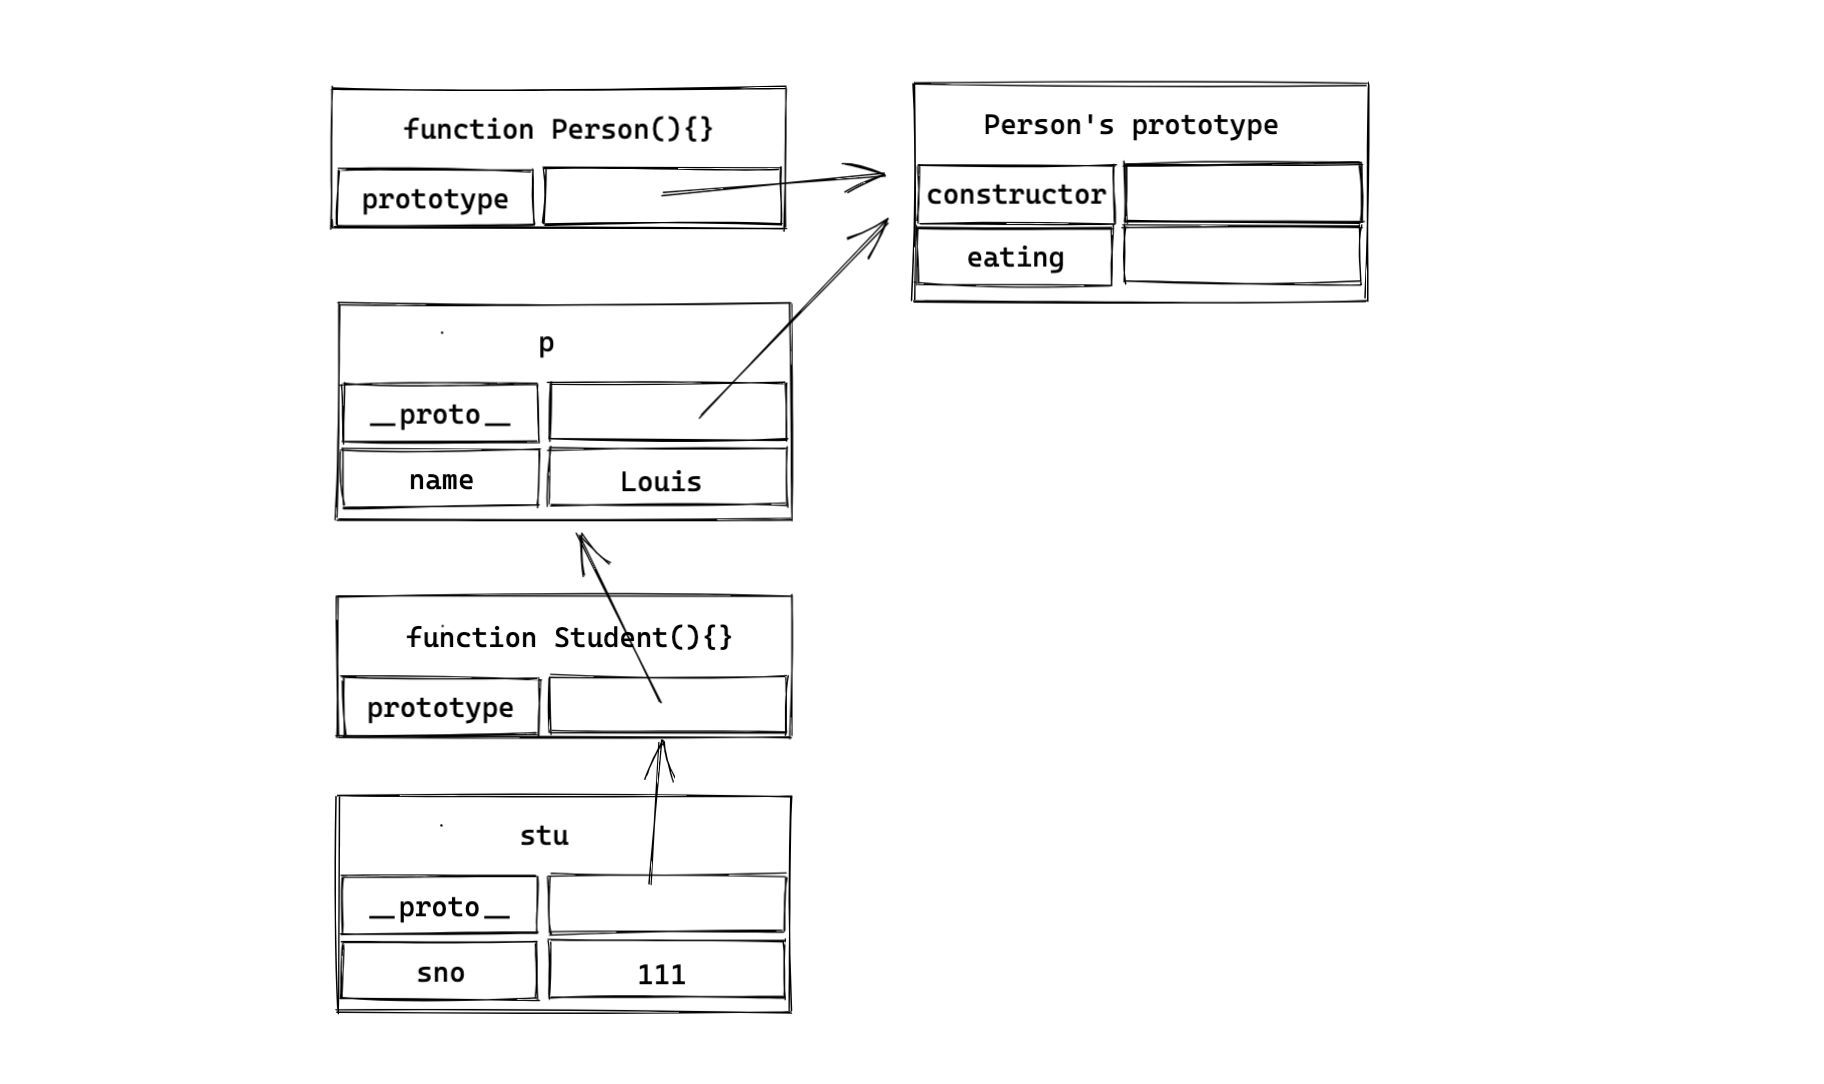 function Person(){}
prototype
Person's prototype
constructor
eating
p
__proto__
name
Louis
function Student(){}
prototype
stu
__proto__
sno
111